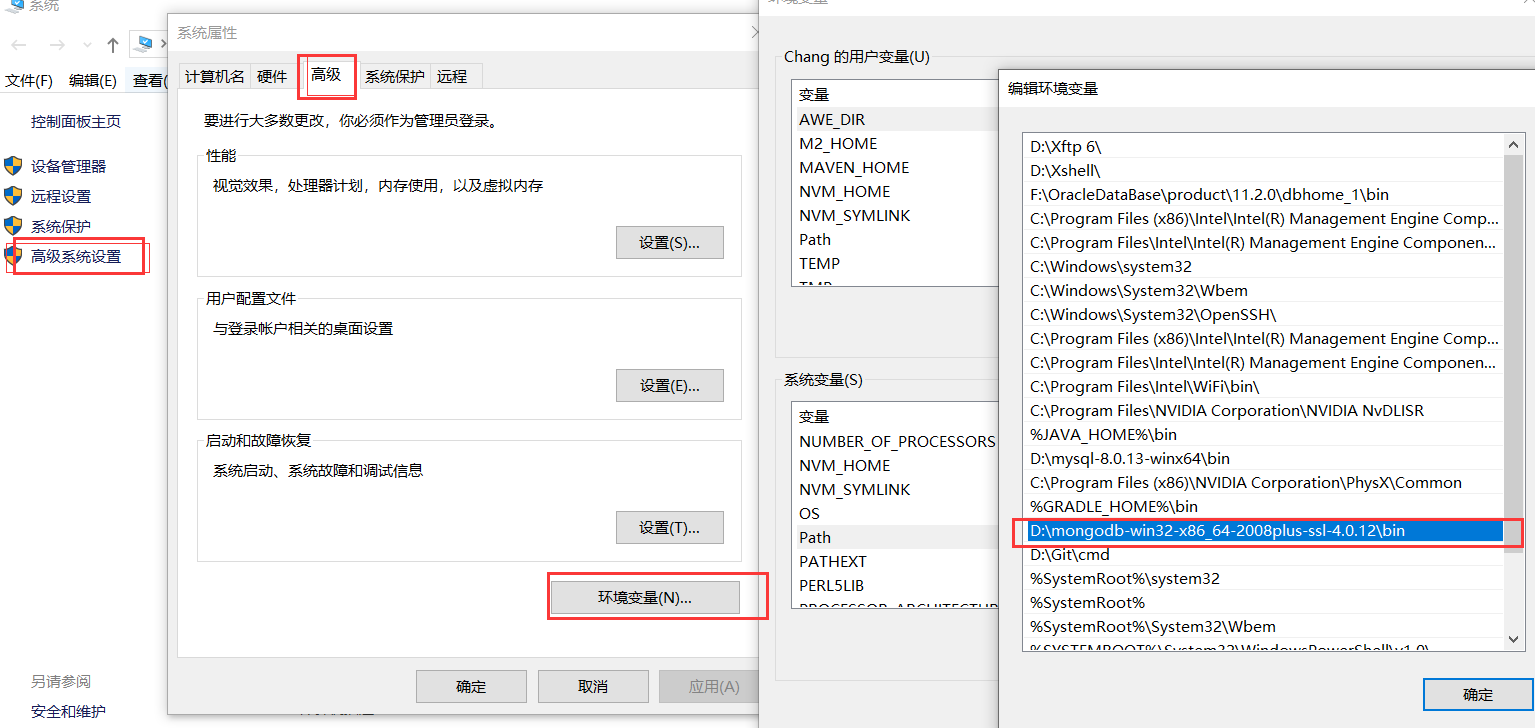 系统
系统属性
环境变量
文件(F)
编辑(E)
查看(
控制面板主页
设备管理器
远程设置
系统保护
高级系统设置
另请参阅
安全和维护
计算机名
硬件
高级
系统保护
远程
要进行大多数更改，你必须作为管理员登录。
性能
视觉效果，处理器计划，内存使用，以及虚拟内存
设置(S)...
用户配置文件
与登录帐户相关的桌面设置
设置(E)...
启动和故障恢复
系统启动、系统故障和调试信息
设置(T)...
环境变量(N)...
确定
取消
应用(A)
Chang 的用户变量(U)
变量
AWE_DIR
M2_HOME
MAVEN_HOME
NVM_HOME
NVM_SYMLINK
Path
TEMP
TMP
系统变量(S)
变量
NUMBER_OF_PROCESSORS
NVM_HOME
NVM_SYMLINK
OS
Path
PATHEXT
PERL5LIB
PROCESSOR_ARCHITECTUR
编辑环境变量
D:\Xftp 6\
D:\Xshell\
F:\OracleDataBase\product\11.2.0\dbhome_1\bin
C:\Program Files (x86)\Intel\Intel(R) Management Engine Comp...
C:\Program Files\Intel\Intel(R) Management Engine Componen...
C:\Windows\system32
C:\Windows\System32\Wbem
C:\Windows\System32\OpenSSH\
C:\Program Files (x86)\Intel\Intel(R) Management Engine Comp...
C:\Program Files\Intel\Intel(R) Management Engine Componen...
C:\Program Files\Intel\WiFi\bin\
C:\Program Files\NVIDIA Corporation\NVIDIA NvDLISR
%JAVA_HOME%\bin
D:\mysql-8.0.13-winx64\bin
C:\Program Files (x86)\NVIDIA Corporation\PhysX\Common
%GRADLE_HOME%\bin
D:\mongodb-win32-x86_64-2008plus-ssl-4.0.12\bin
D:\Git\cmd
%SystemRoot%\system32
%SystemRoot%
%SystemRoot%\System32\Wbem
%SYSTEMROOT%\System32\WindowsPowerShell\v1.0\
确定